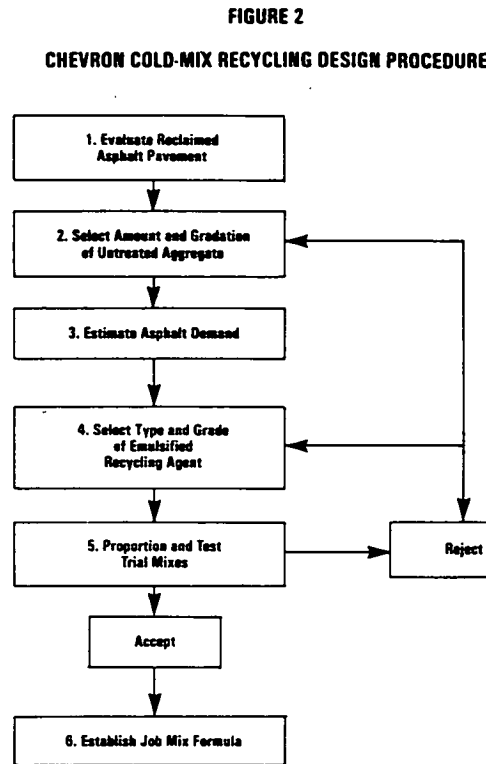 FIGURE 2
CHEVRON COLD-MIX RECYCLING DESIGN PROCEDURE
1. Evaluate Reclaimed
Asphalt Pavement
2. Select Amount and Gradation
of Untreated Aggregate
3. Estimate Asphalt Demand
4. Select Type and Grade
of Emulsified
Recycling Agent
5. Proportion and Test
Trial Mixes
Reject
Accept
6. Establish Job Mix Formula